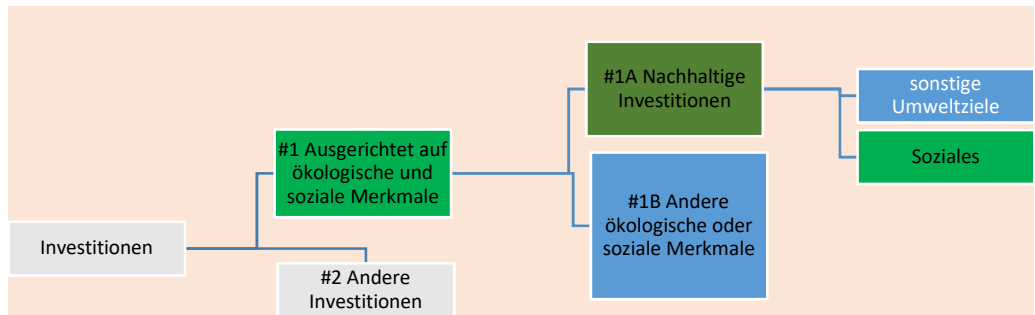 Investitionen
#1 Ausgerichtet auf
ökologische und
soziale Merkmale
#2 Andere
Investitionen
#1A Nachhaltige
Investitionen
#1B Andere
ökologische oder
soziale Merkmale
sonstige
Umweltziele
Soziales